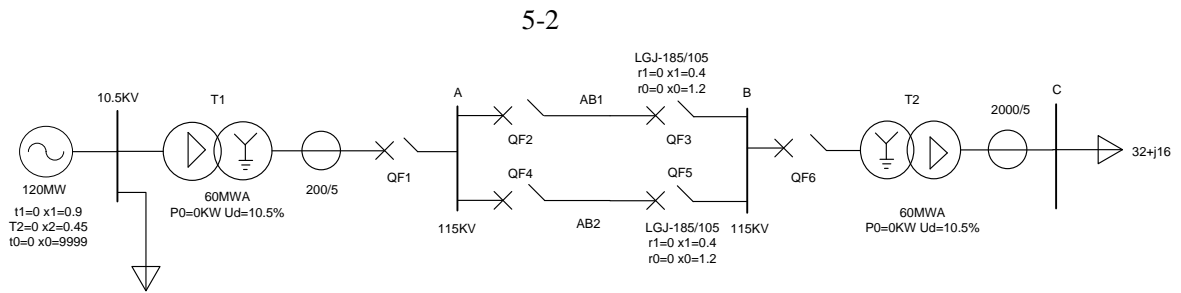 5-2
10.5KV
T1
120MW
t1=0 x1=0.9
T2=0 x2=0.45
t0=0 x0=9999
60MWA
P0=0KW Ud=10.5%
200/5
QF1
A
115KV
QF2
QF4
AB1
AB2
LGJ-185/105
r1=0 x1=0.4
r0=0 x0=1.2
QF3
QF5
LGJ-185/105
r1=0 x1=0.4
r0=0 x0=1.2
B
115KV
QF6
T2
60MWA
P0=0KW Ud=10.5%
2000/5
C
32+j16